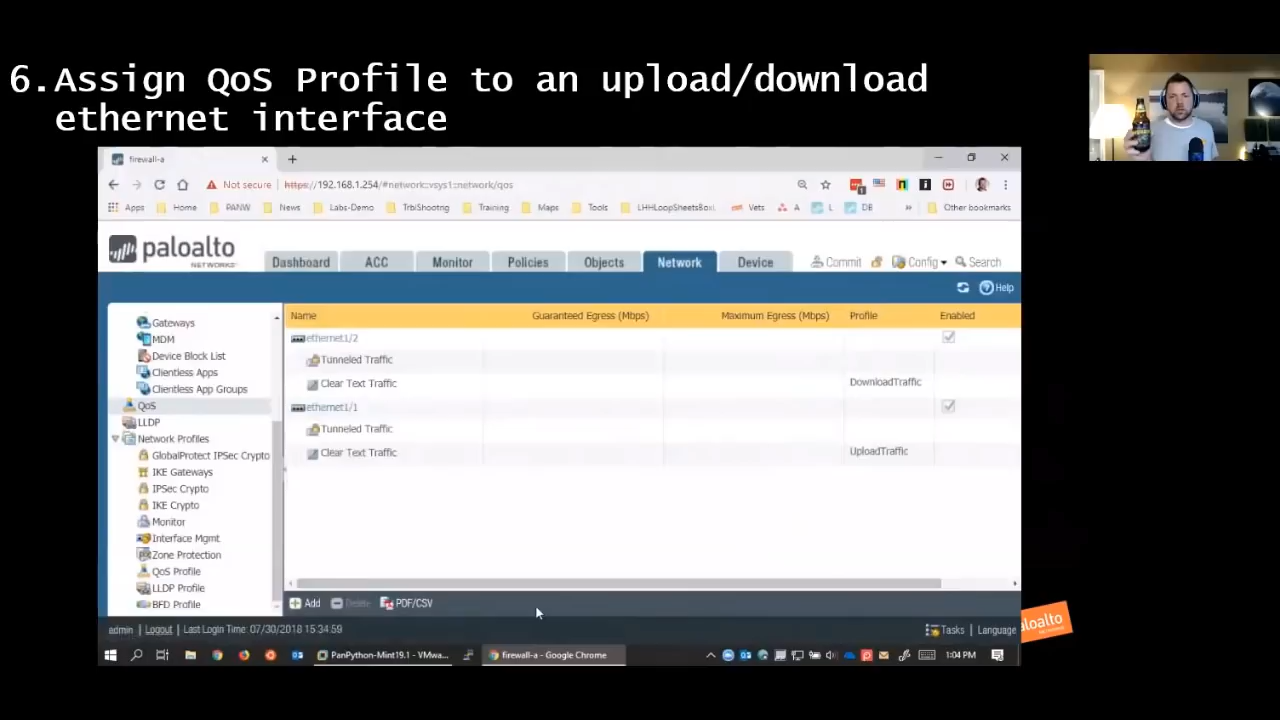 6.Assign QoS Profile to an upload/download
ethernet interface
firewall-a
Not secure https://192.168.1.254/#network:vsys1::network/qos
Apps Home PANW News Labs-Demo Training Maps Tools Vets A L DB » Other bookmarks
paloalto
NETWORKS
Dashboard ACC Monitor Policies Objects Network Device Commit Config Search
Help
Name Guaranteed Egress (Mbps) Maximum Egress (Mbps) Profile Enabled
ethernet1/2
Tunneled Traffic
Clear Text Traffic DownloadTraffic
ethernet1/1
Tunneled Traffic
Clear Text Traffic UploadTraffic
Gateways
MDM
Device Block List
Clientless Apps
Clientless App Groups
QoS
LLDP
Network Profiles
GlobalProtect IPSec Crypto
IKE Gateways
IPSec Crypto
IKE Crypto
Monitor
Interface Mgmt
Zone Protection
QoS Profile
LLDP Profile
BFD Profile
Add Delete PDF/CSV
admin | Logout | Last Login Time: 07/30/2018 15:34:59
Tasks | Language
aloalto
PanPython-Mint19.1 - VMwa... firewall-a - Google Chrome 1:04 PM